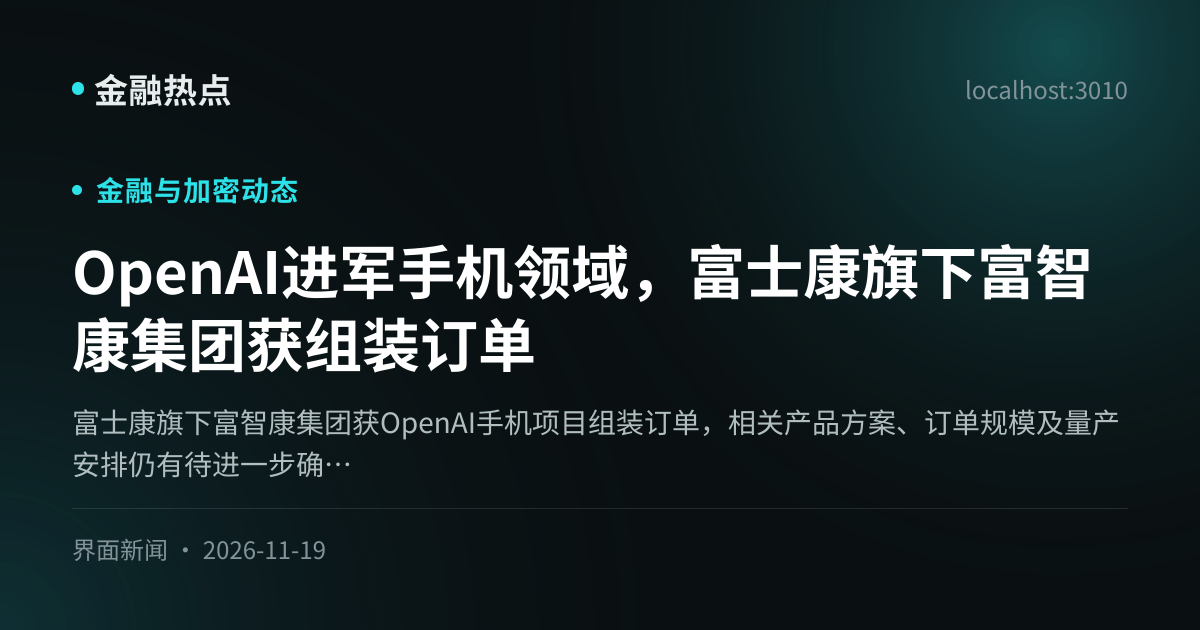 金融热点
localhost:3010
金融与加密动态
OpenAI进军手机领域，富士康旗下富智
康集团获组装订单
富士康旗下富智康集团获OpenAI手机项目组装订单，相关产品方案、订单规模及量产
安排仍有待进一步确…
界面新闻 · 2026-11-19